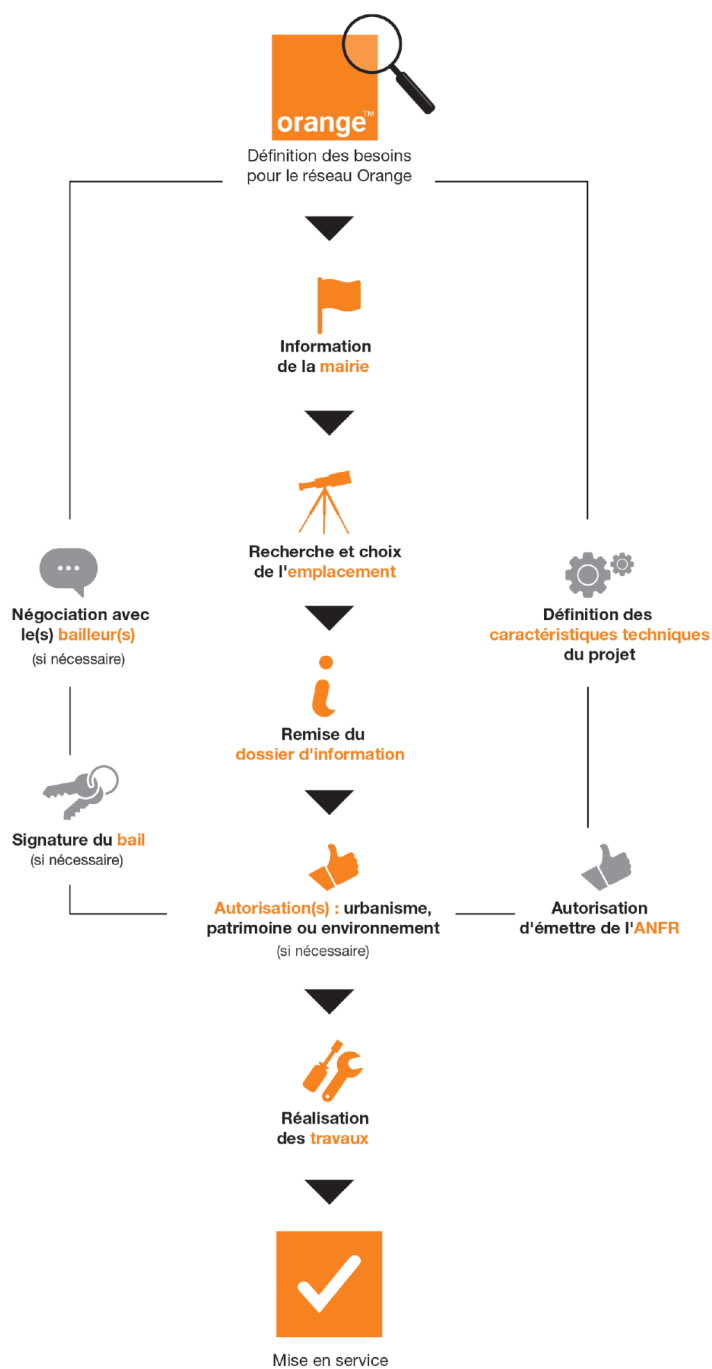 orange™
Définition des besoins
pour le réseau Orange
Information
de la mairie
Recherche et choix
de l'emplacement
Négociation avec
le(s) bailleur(s)
(si nécessaire)
Définition des
caractéristiques techniques
du projet
Remise du
dossier d'information
Signature du bail
(si nécessaire)
Autorisation(s) : urbanisme,
patrimoine ou environnement
(si nécessaire)
Autorisation
d'émettre de l'ANFR
Réalisation
des travaux
Mise en service